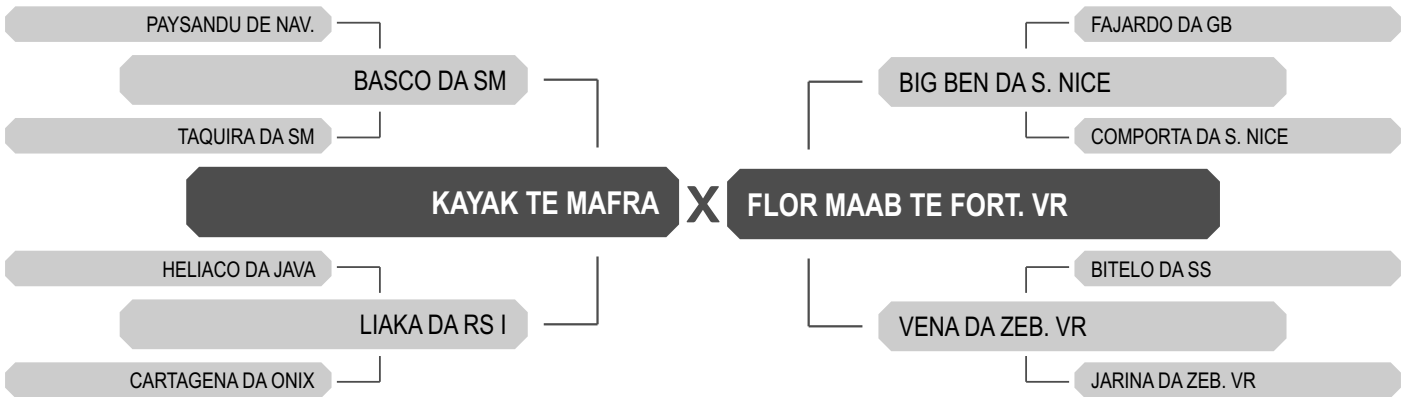 PAYSANDU DE NAV.
FAJARDO DA GB
BASCO DA SM
BIG BEN DA S. NICE
TAQUIRA DA SM
COMPORTA DA S. NICE
KAYAK TE MAFRA X FLOR MAAB TE FORT. VR
HELIACO DA JAVA
BITELO DA SS
LIAKA DA RS I
VENA DA ZEB. VR
CARTAGENA DA ONIX
JARINA DA ZEB. VR